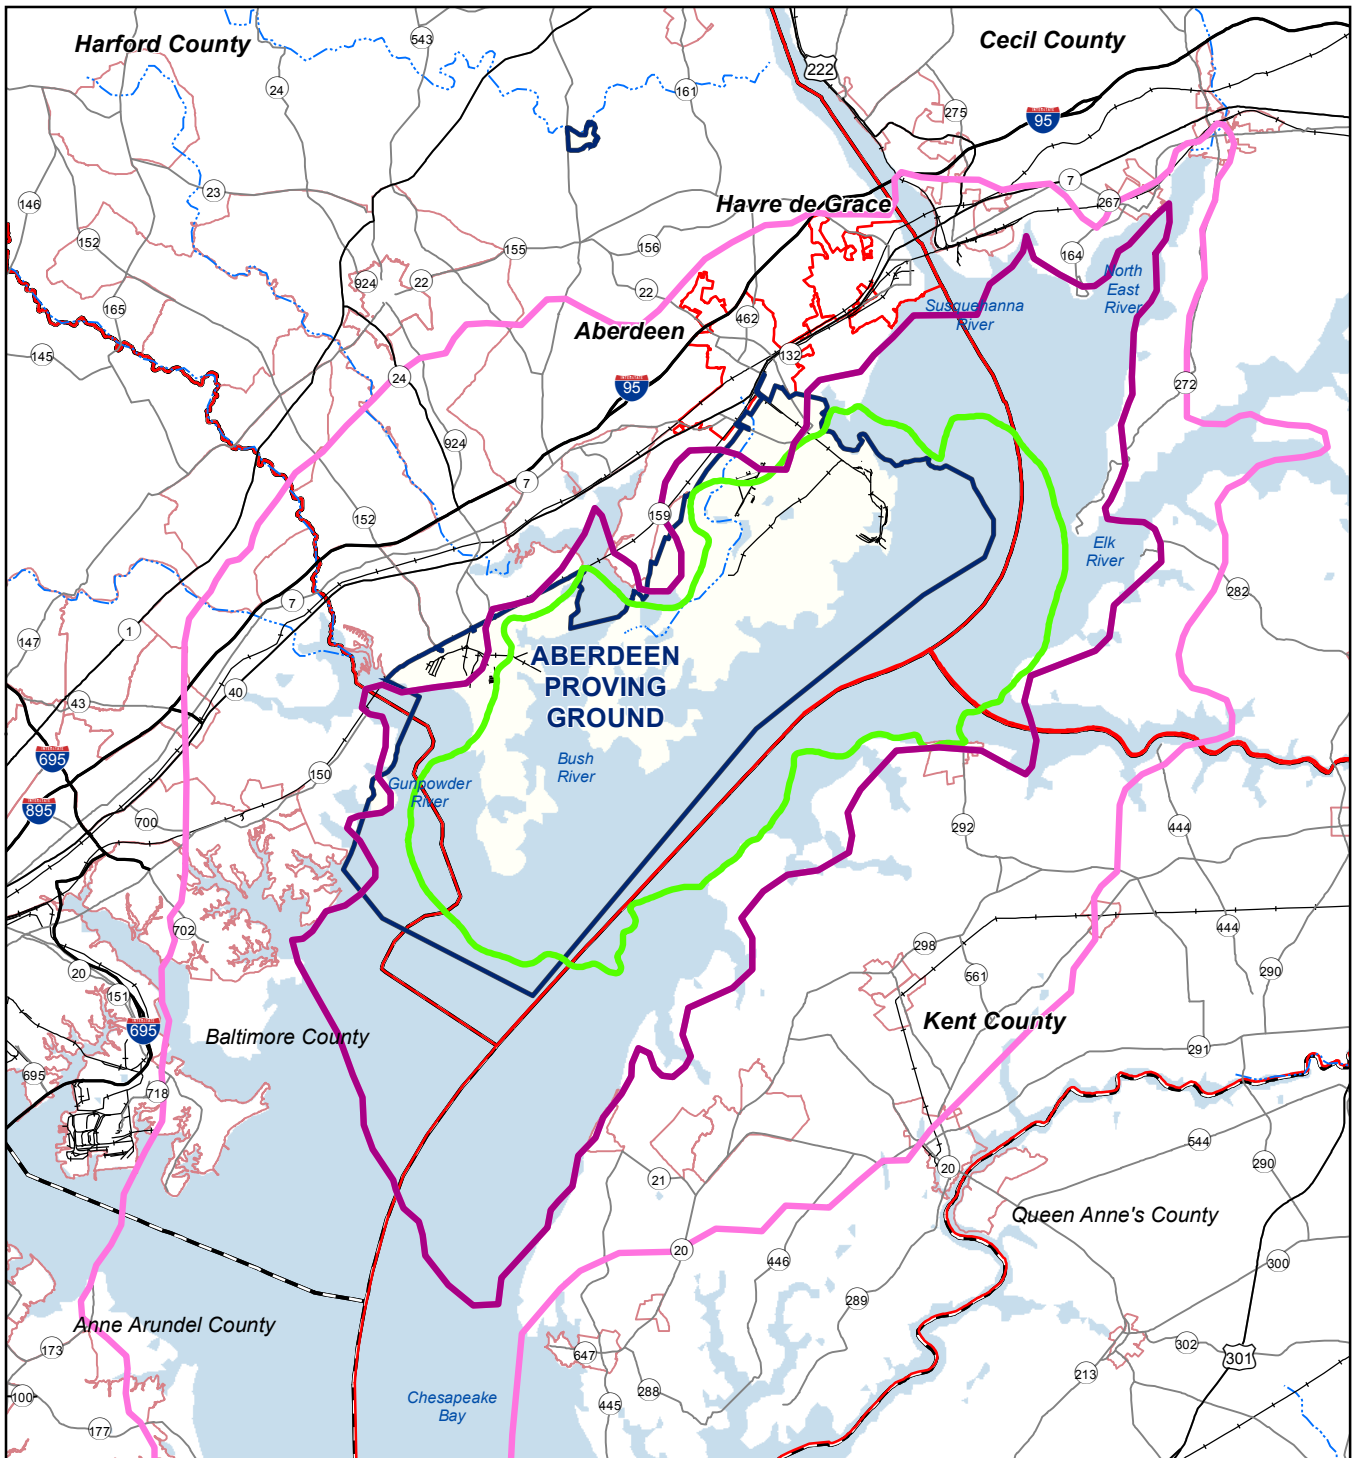 Harford County
543
Cecil County
222
24
161
275
INTERSTATE
95
146
23
7
267
Havre de Grace
152
155
156
164
924
22
22
North
East
River
165
Susquehanna
River
462
Aberdeen
145
132
24
INTERSTATE
95
272
924
7
152
159
Elk
River
282
7
147
1
ABERDEEN
PROVING
GROUND
40
43
INTERSTATE
695
Bush
River
150
Gunpowder
River
INTERSTATE
895
700
292
444
702
444
298
20
561
290
151
INTERSTATE
695
Baltimore County
Kent County
291
695
718
544
20
290
21
Queen Anne's County
20
446
300
289
Anne Arundel County
173
647
302
301
213
288
100
Chesapeake
Bay
445
177